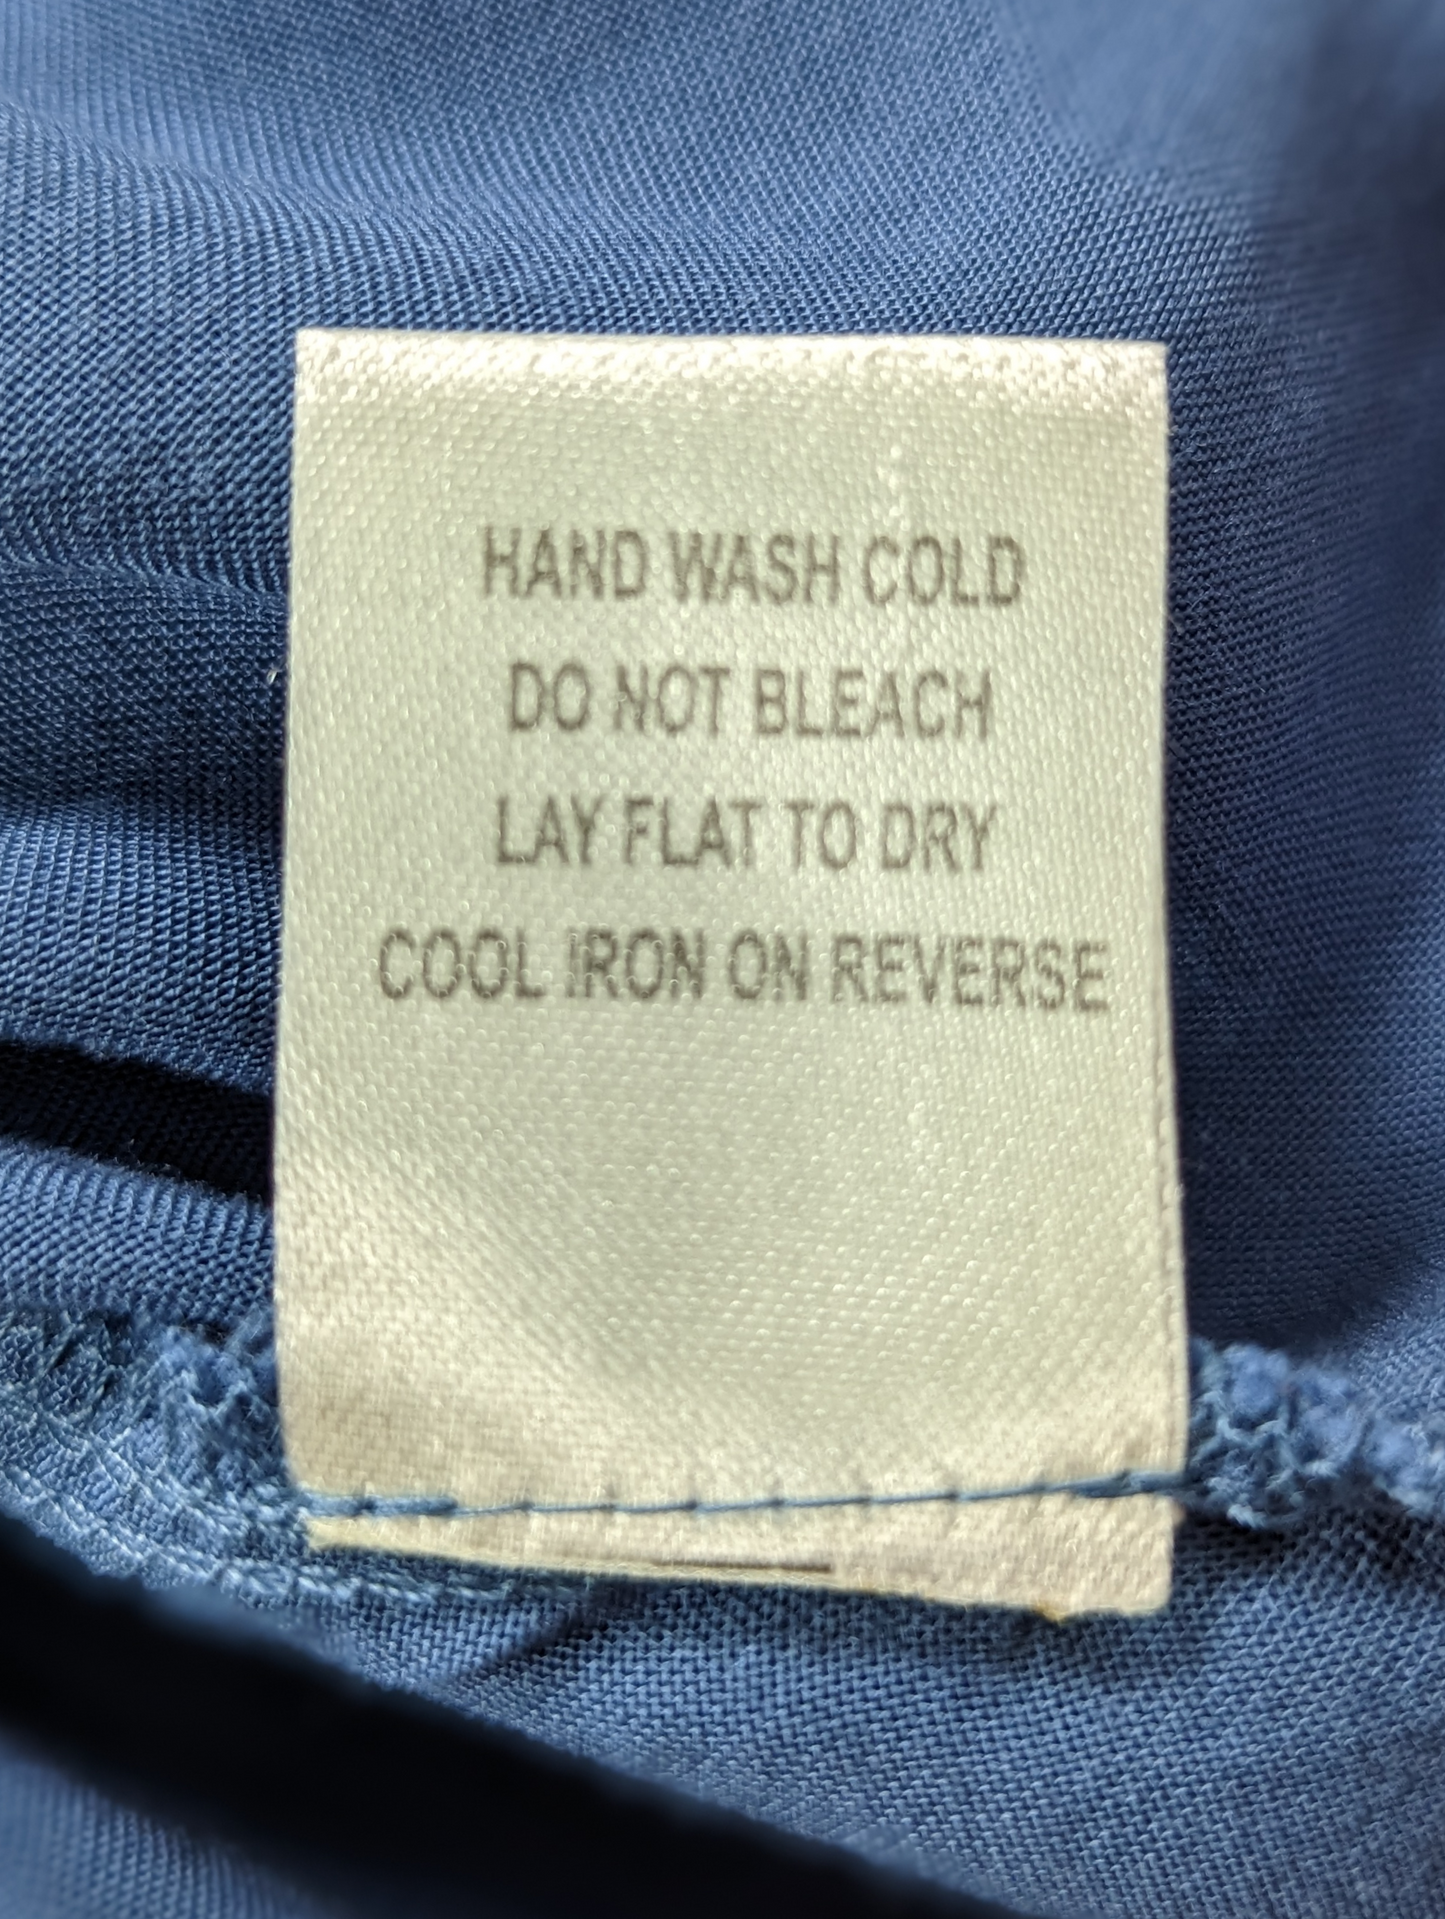 HAND WASH COLD
DO NOT BLEACH
LAY FLAT TO DRY
COOL IRON ON REVERSE